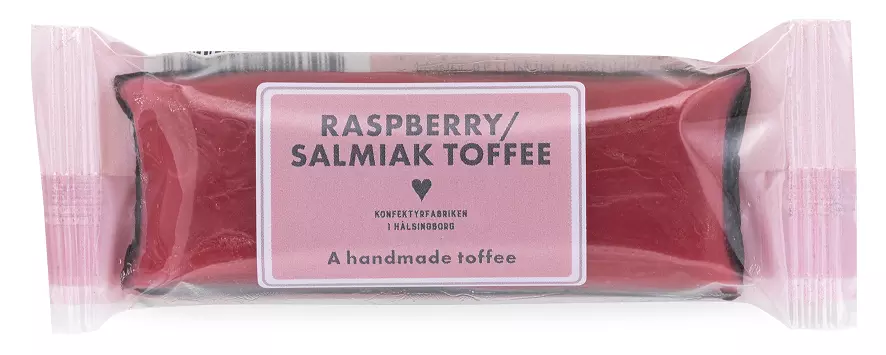 RASPBERRY/
SALMIAK TOFFEE
KONFEKTYRFABRIKEN
I HÄLSINGBORG
A handmade toffee